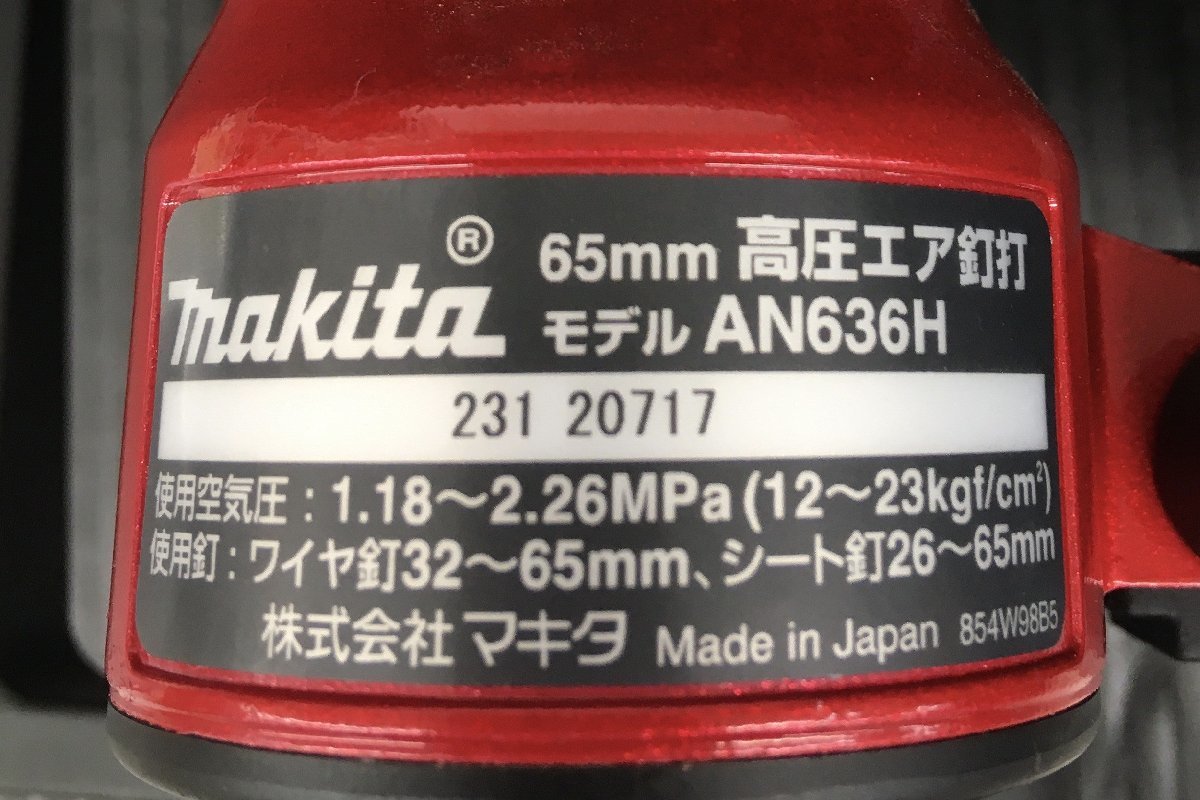 makita® 65mm 高圧エア釘打
モデル AN636H
231 20717
使用空気圧：1.18～2.26MPa(12～23kgf/cm²)
使用釘：ワイヤ釘32～65mm、シート釘26～65mm
株式会社 マキタ Made in Japan 854W98B5